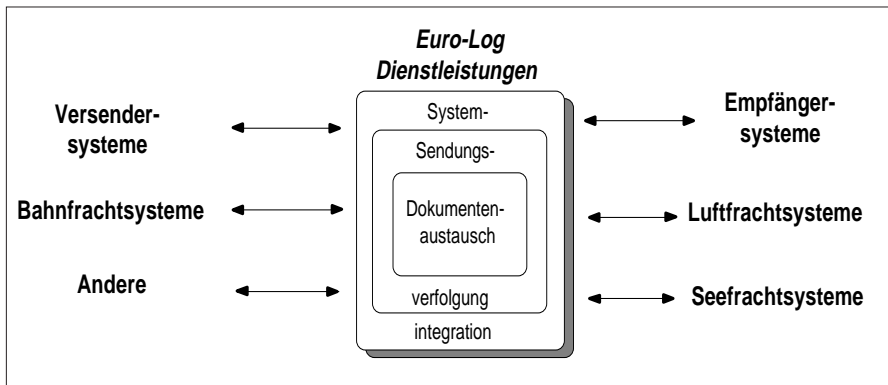 Euro-Log
Dienstleistungen
Versender-
systeme
Bahnfrachtsysteme
Andere
System-
Sendungs-
Dokumenten-
austausch
verfolgung
integration
Empfänger-
systeme
Luftfrachtsysteme
Seefrachtsysteme